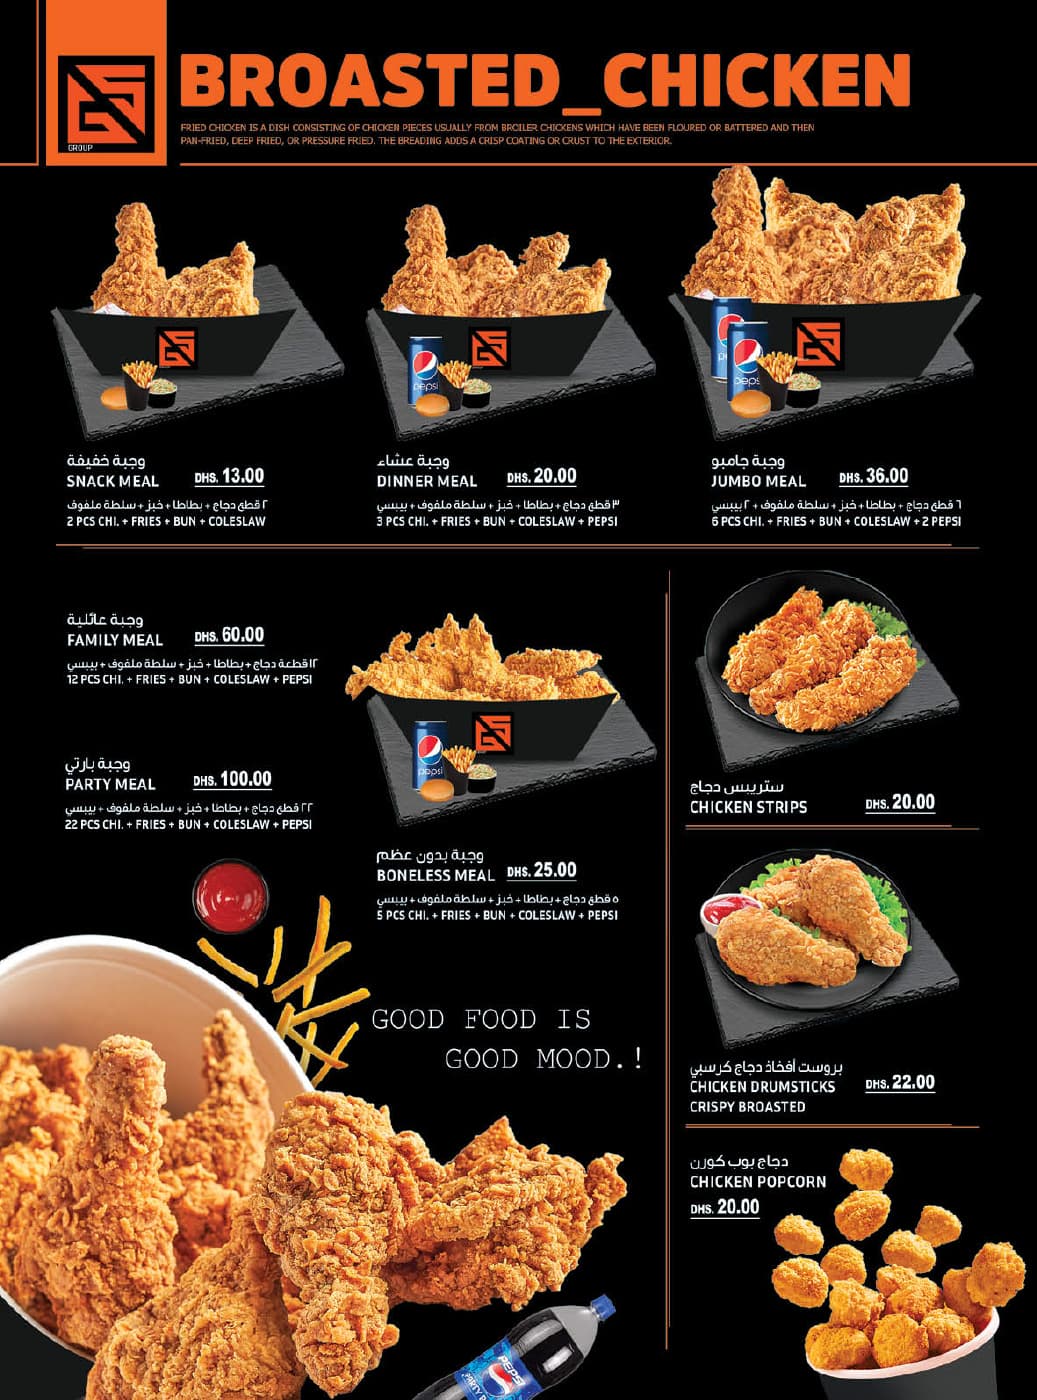 GROUP
BROASTED_CHICKEN
FRIED CHICKEN IS A DISH CONSISTING OF CHICKEN PIECES USUALLY FROM BROILER CHICKENS WHICH HAVE BEEN FLOURED OR BATTERED AND THEN
PAN-FRIED, DEEP FRIED, OR PRESSURE FRIED. THE BREADING ADDS A CRISP COATING OR CRUST TO THE EXTERIOR.
وجبة خفيفة
SNACK MEAL DHS. 13.00
٢ قطع دجاج + بطاطا + خبز + سلطة ملفوف
2 PCS CHI. + FRIES + BUN + COLESLAW
pepsi
وجبة عشاء
DINNER MEAL DHS. 20.00
٣ قطع دجاج + بطاطا + خبز + سلطة ملفوف + بيبسي
3 PCS CHI. + FRIES + BUN + COLESLAW + PEPSI
pepsi
وجبة جامبو
JUMBO MEAL DHS. 36.00
٦ قطع دجاج + بطاطا + خبز + سلطة ملفوف + ٢ بيبسي
6 PCS CHI. + FRIES + BUN + COLESLAW + 2 PEPSI
وجبة عائلية
FAMILY MEAL DHS. 60.00
١٢ قطعة دجاج + بطاطا + خبز + سلطة ملفوف + بيبسي
12 PCS CHI. + FRIES + BUN + COLESLAW + PEPSI
وجبة بارتي
PARTY MEAL DHS. 100.00
٢٢ قطع دجاج + بطاطا + خبز + سلطة ملفوف + بيبسي
22 PCS CHI. + FRIES + BUN + COLESLAW + PEPSI
pepsi
وجبة بدون عظم
BONELESS MEAL DHS. 25.00
٥ قطع دجاج + بطاطا + خبز + سلطة ملفوف + بيبسي
5 PCS CHI. + FRIES + BUN + COLESLAW + PEPSI
ستريبس دجاج
CHICKEN STRIPS DHS. 20.00
بروست أفخاذ دجاج كرسبي
CHICKEN DRUMSTICKS DHS. 22.00
CRISPY BROASTED
دجاج بوب كورن
CHICKEN POPCORN
DHS. 20.00
GOOD FOOD IS
GOOD MOOD.!
PEPSI